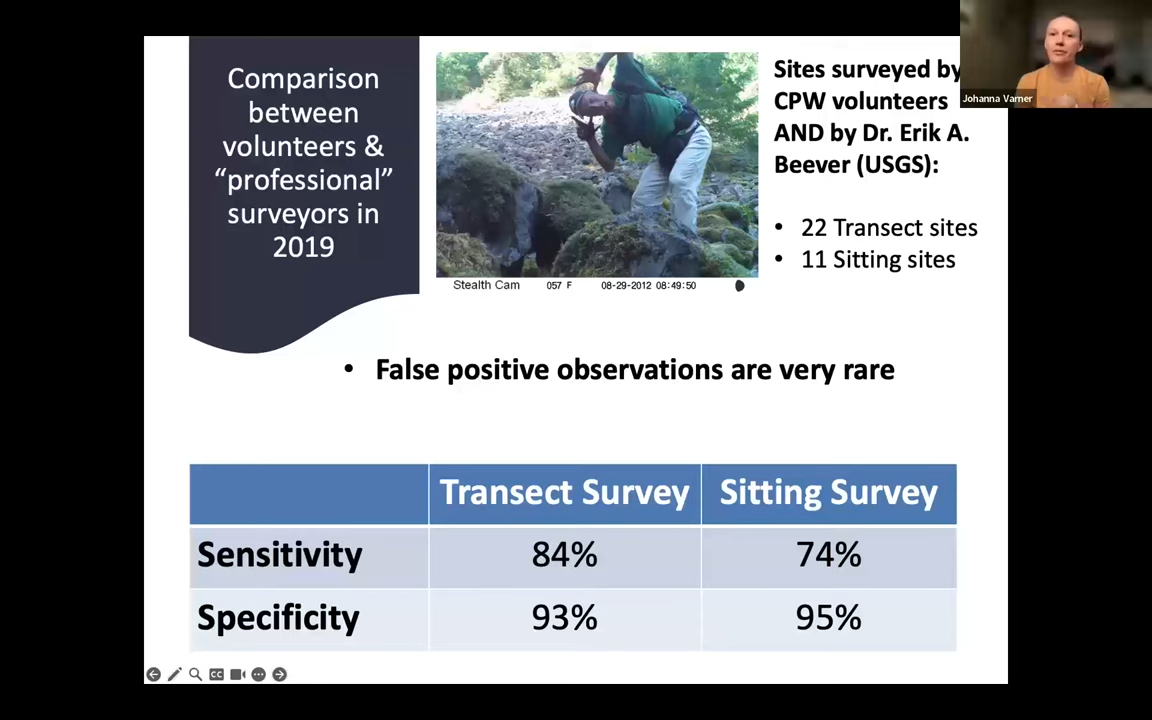 Comparison
between
volunteers &
“professional”
surveyors in
2019
Stealth Cam 057 F 08-29-2012 08:49:50
Sites surveyed by
CPW volunteers
AND by Dr. Erik A.
Beever (USGS):
• 22 Transect sites
• 11 Sitting sites
Johanna Varner
• False positive observations are very rare
Transect Survey Sitting Survey
Sensitivity 84% 74%
Specificity 93% 95%
CC